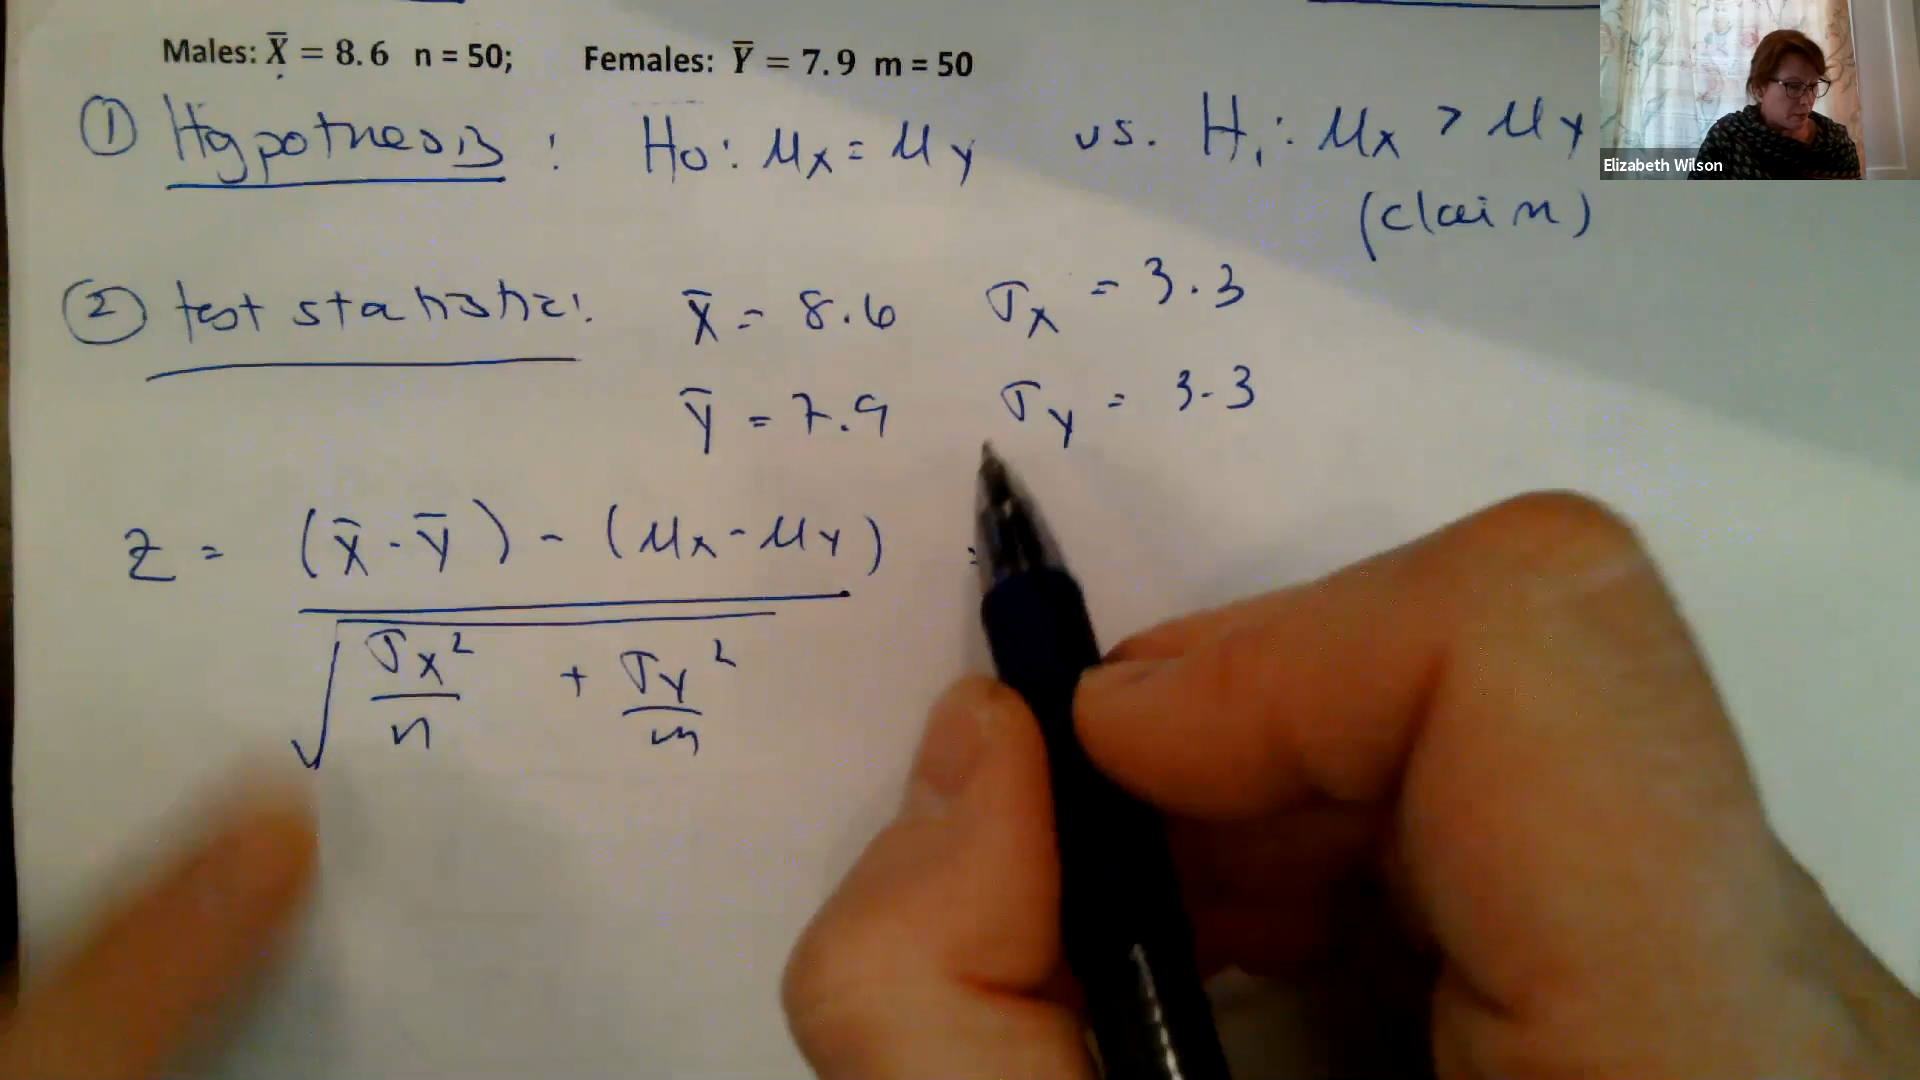 Males: X̄ = 8.6 n = 50; Females: Ȳ = 7.9 m = 50
① Hypothesis : H₀: μx = μy vs. H₁: μx > μy
(claim)
② test statistic: x̄ = 8.6 σx = 3.3
ȳ = 7.9 σy = 3.3
z = (x̄ - ȳ) - (μx - μy) =
√ σx² + σy²
n m
Elizabeth Wilson